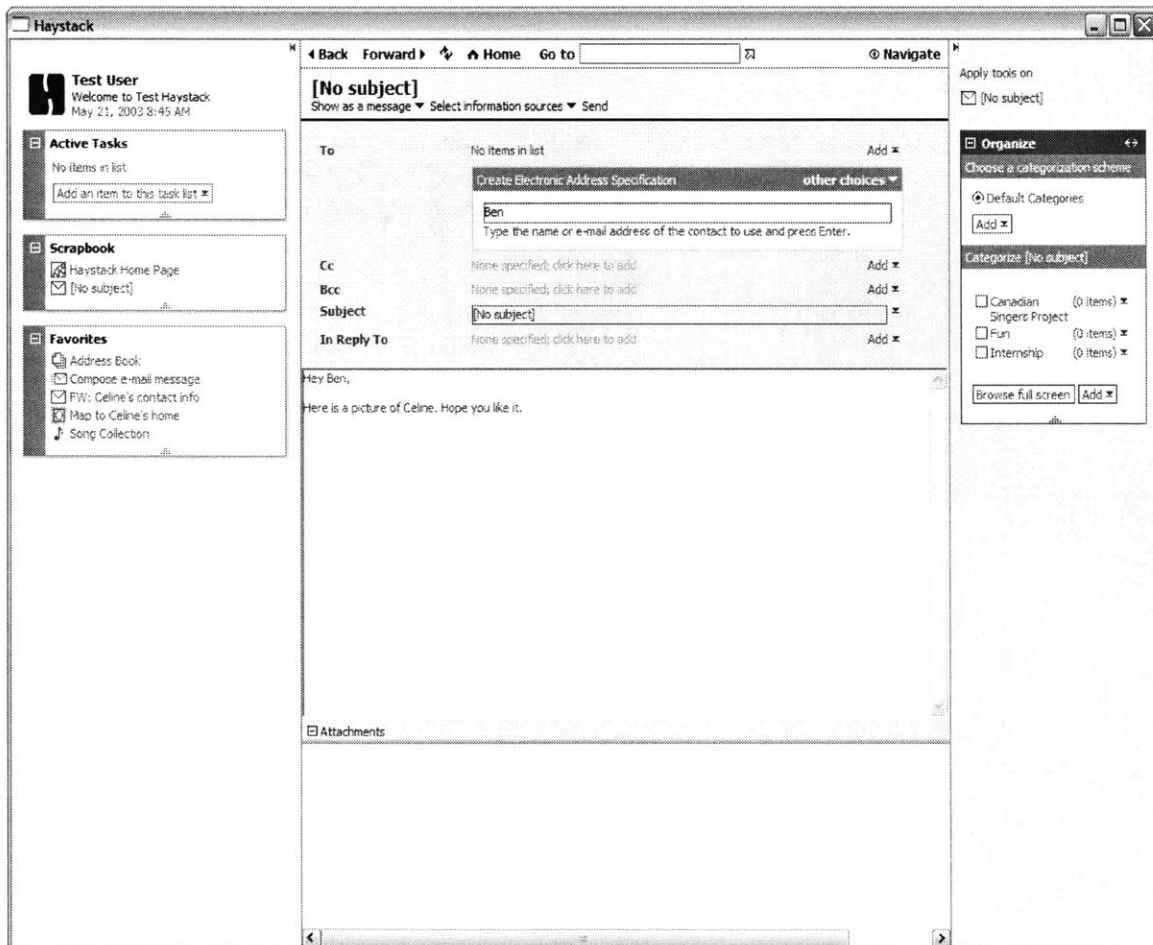 Haystack
Test User
Welcome to Test Haystack
May 21, 2003 8:45 AM
Active Tasks
No items in list
Add an item to this task list
Scrapbook
Haystack Home Page
[No subject]
Favorites
Address Book
Compose e-mail message
FW: Celine's contact info
Map to Celine's home
Song Collection
Back Forward Home Go to Navigate
[No subject]
Show as a message Select information sources Send
To No items in list Add
Create Electronic Address Specification other choices
Ben
Type the name or e-mail address of the contact to use and press Enter.
Cc None specified; click here to add Add
Bcc None specified; click here to add Add
Subject [No subject]
In Reply To None specified; click here to add Add
Hey Ben,
Here is a picture of Celine. Hope you like it.
Attachments
Apply tools on
[No subject]
Organize
Choose a categorization scheme
Default Categories
Add
Categorize [No subject]
Canadian (0 items)
Singers Project
Fun (0 items)
Internship (0 items)
Browse full screen Add